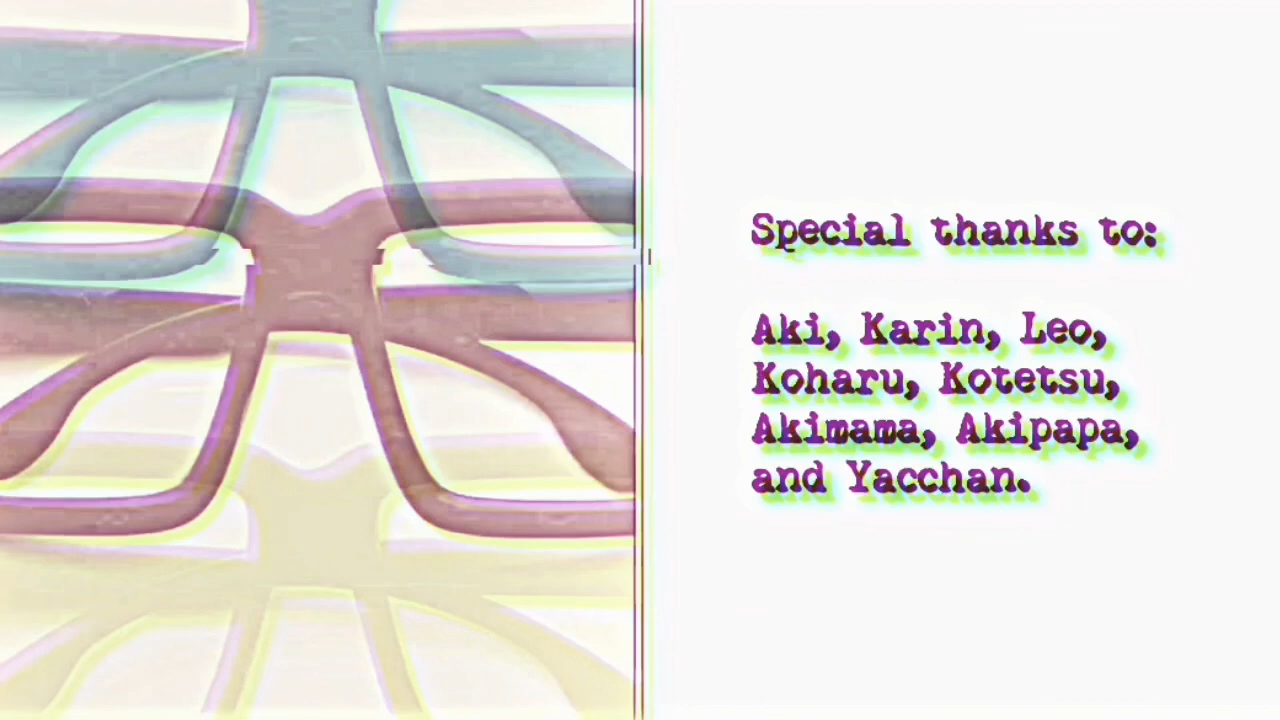 Special thanks to:
Aki, Karin, Leo,
Koharu, Kotetsu,
Akimama, Akipapa,
and Yacchan.